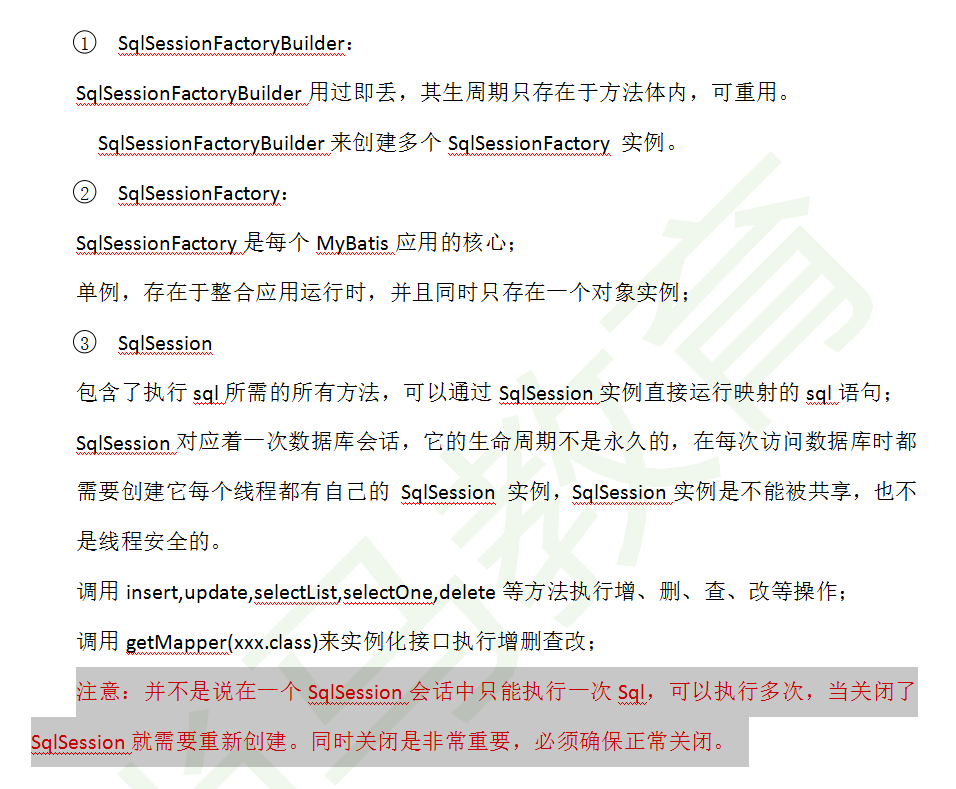 ① SqlSessionFactoryBuilder：
SqlSessionFactoryBuilder 用过即丢，其生周期只存在于方法体内，可重用。
SqlSessionFactoryBuilder 来创建多个 SqlSessionFactory 实例。
② SqlSessionFactory：
SqlSessionFactory 是每个 MyBatis 应用的核心；
单例，存在于整合应用运行时，并且同时只存在一个对象实例；
③ SqlSession
包含了执行 sql 所需的所有方法，可以通过 SqlSession 实例直接运行映射的 sql 语句；
SqlSession 对应着一次数据库会话，它的生命周期不是永久的，在每次访问数据库时都
需要创建它每个线程都有自己的 SqlSession 实例，SqlSession 实例是不能被共享，也不
是线程安全的。
调用 insert,update,selectList,selectOne,delete 等方法执行增、删、查、改等操作；
调用 getMapper(xxx.class)来实例化接口执行增删查改；
注意：并不是说在一个 SqlSession 会话中只能执行一次 Sql，可以执行多次，当关闭了
SqlSession 就需要重新创建。同时关闭是非常重要，必须确保正常关闭。